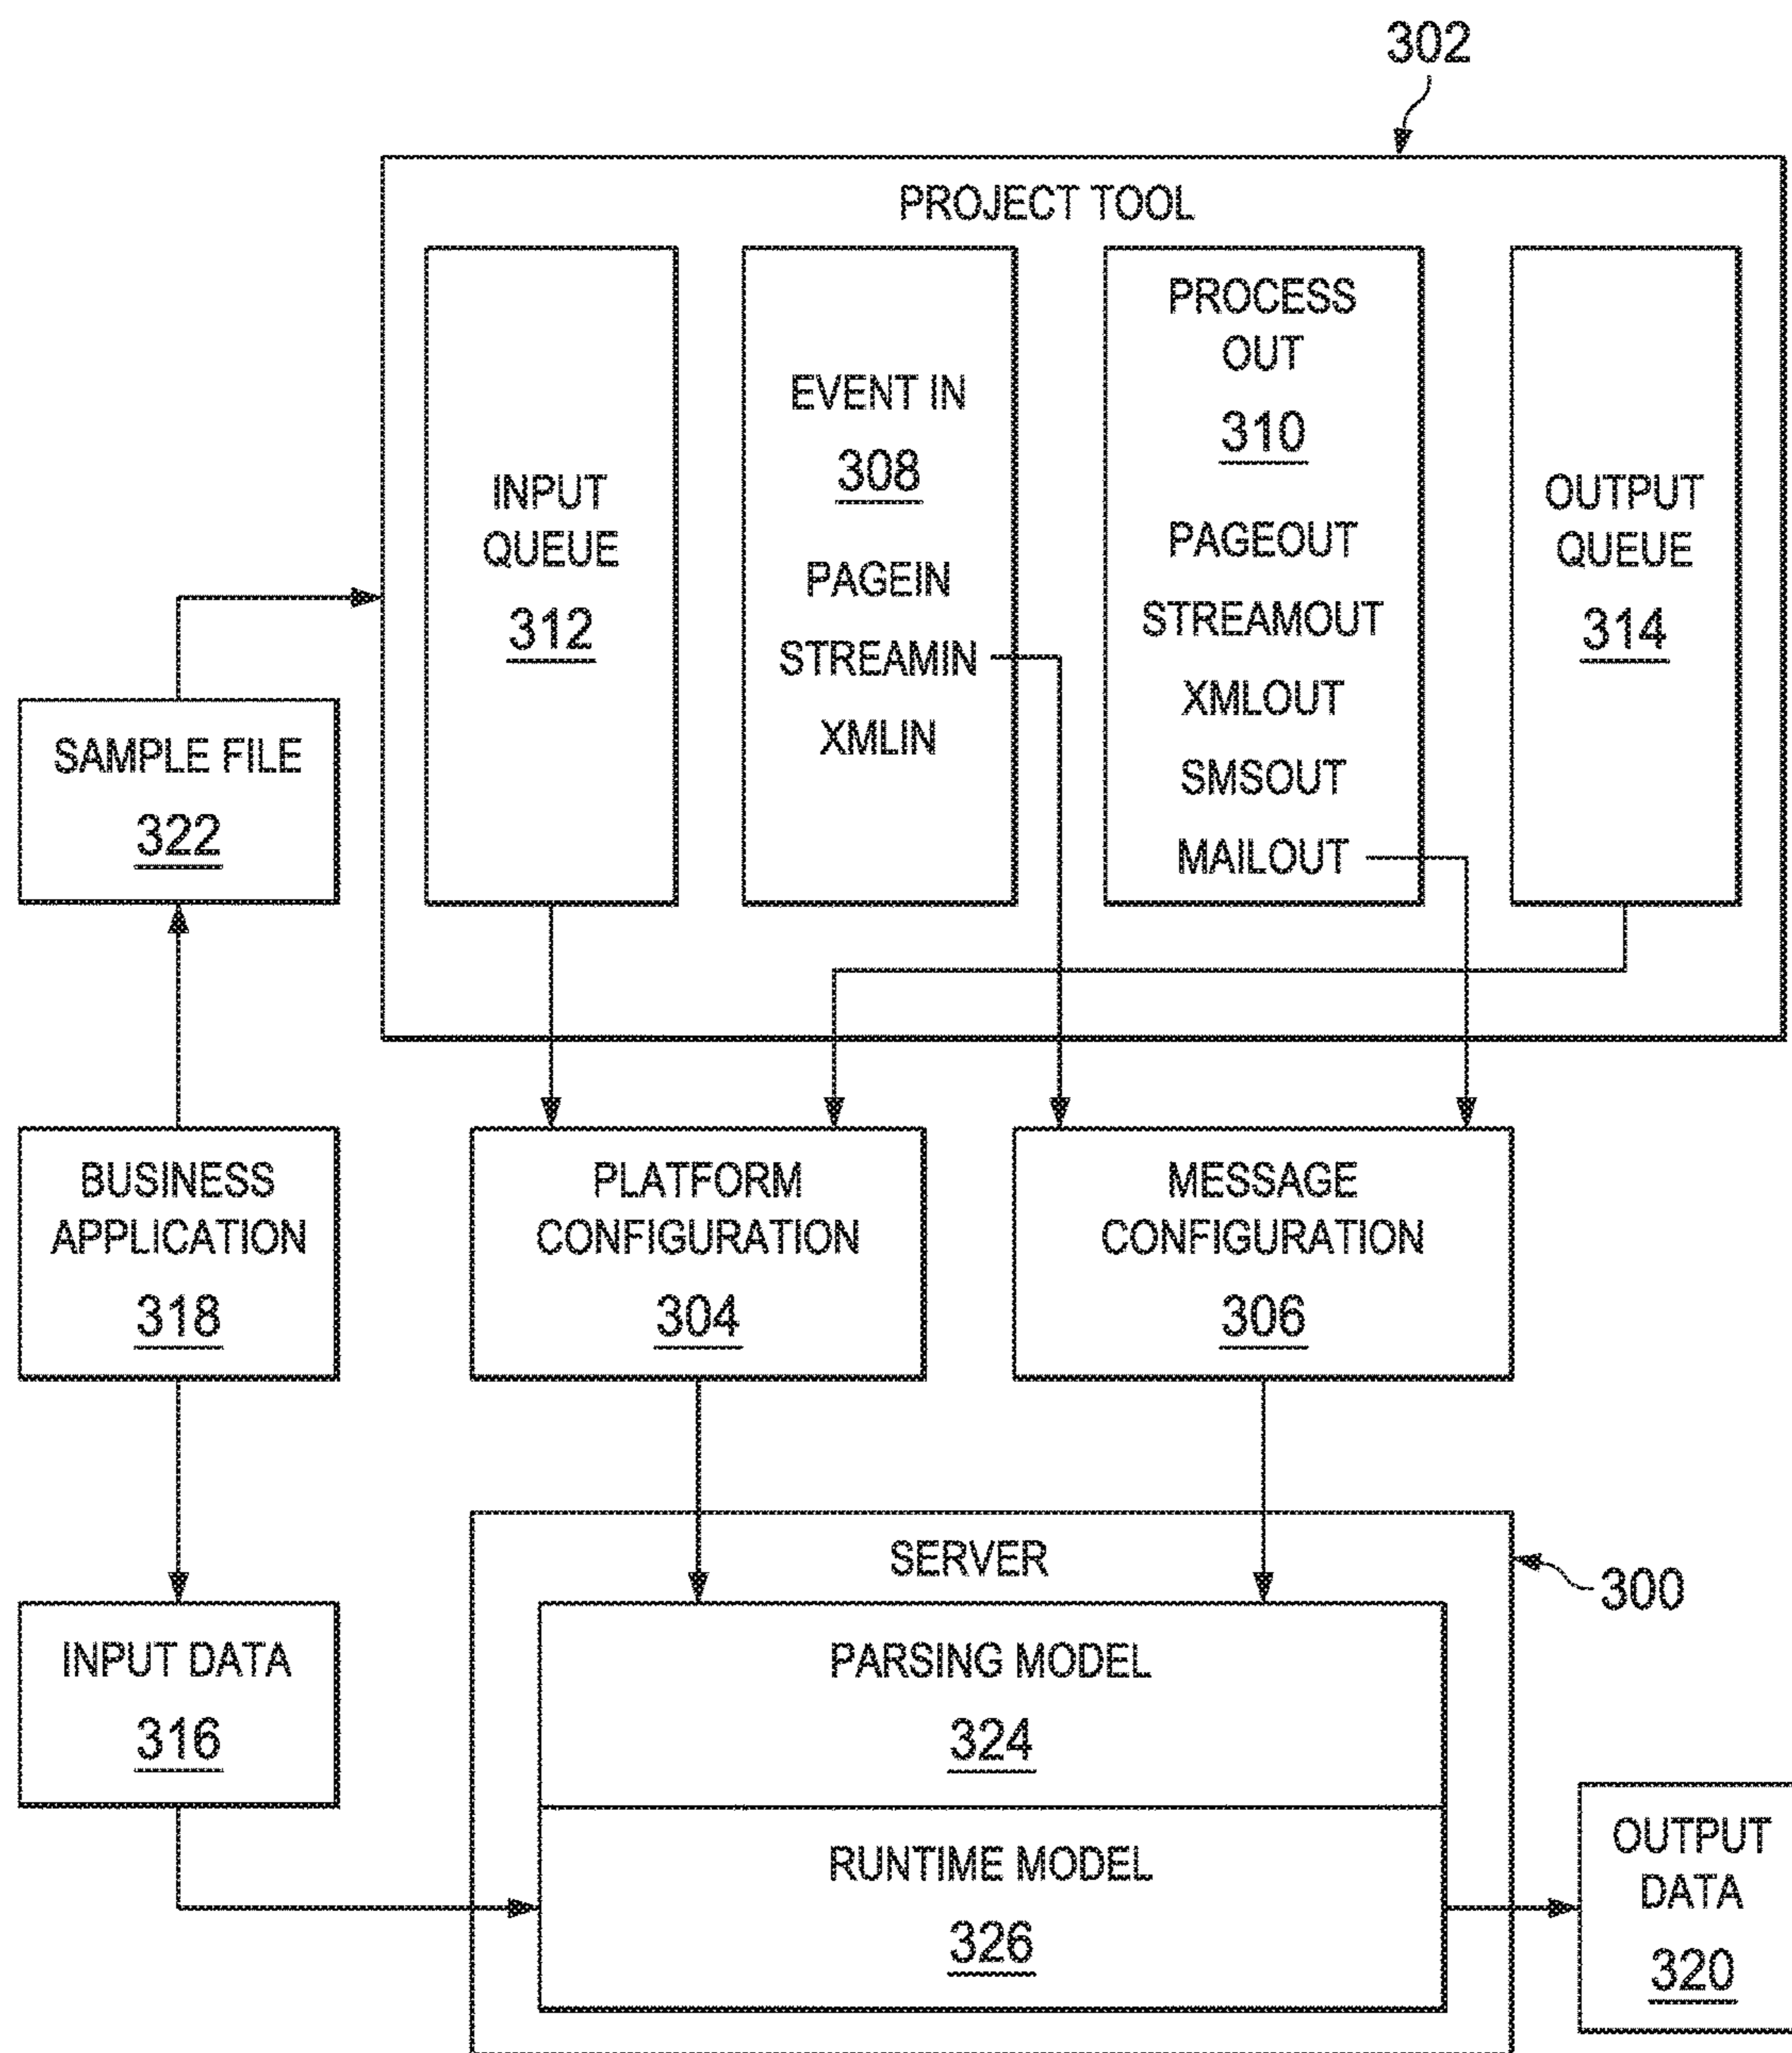 302
PROJECT TOOL
INPUT
QUEUE
312
EVENT IN
308
PAGEIN
STREAMIN
XMLIN
PROCESS
OUT
310
PAGEOUT
STREAMOUT
XMLOUT
SMSOUT
MAILOUT
OUTPUT
QUEUE
314
SAMPLE FILE
322
BUSINESS
APPLICATION
318
PLATFORM
CONFIGURATION
304
MESSAGE
CONFIGURATION
306
SERVER
300
INPUT DATA
316
PARSING MODEL
324
RUNTIME MODEL
326
OUTPUT
DATA
320